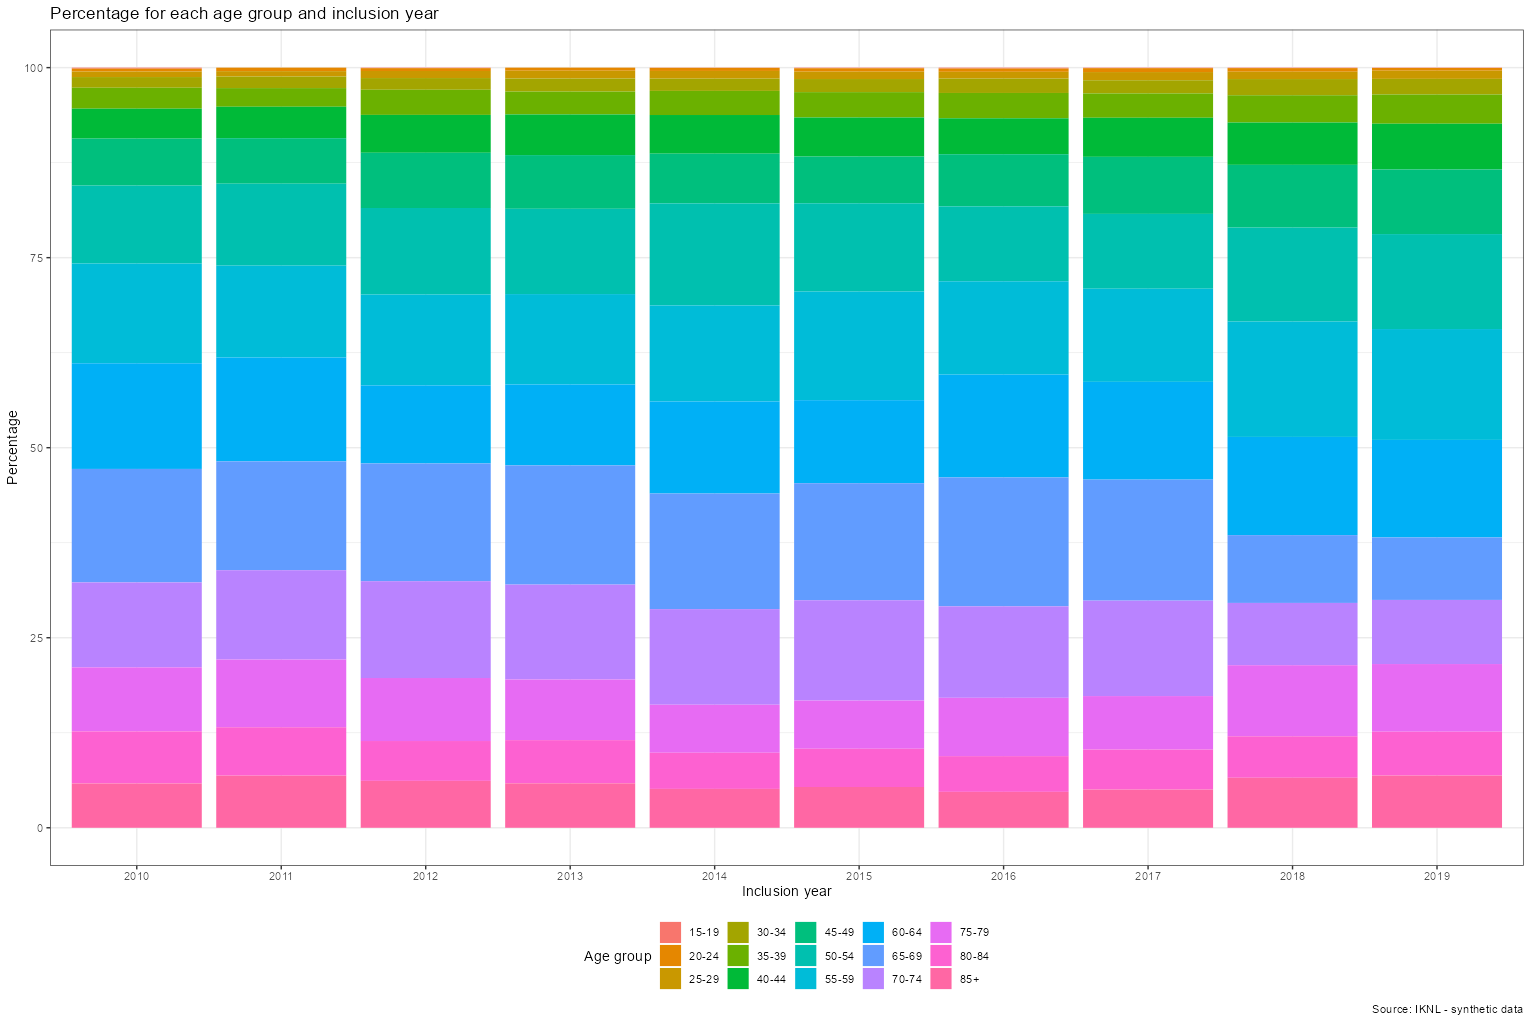 Percentage for each age group and inclusion year
Percentage
100
75
50
25
0
2010 2011 2012 2013 2014 2015 2016 2017 2018 2019
Inclusion year
Age group
15-19 30-34 45-49 60-64 75-79
20-24 35-39 50-54 65-69 80-84
25-29 40-44 55-59 70-74 85+
Source: IKNL - synthetic data